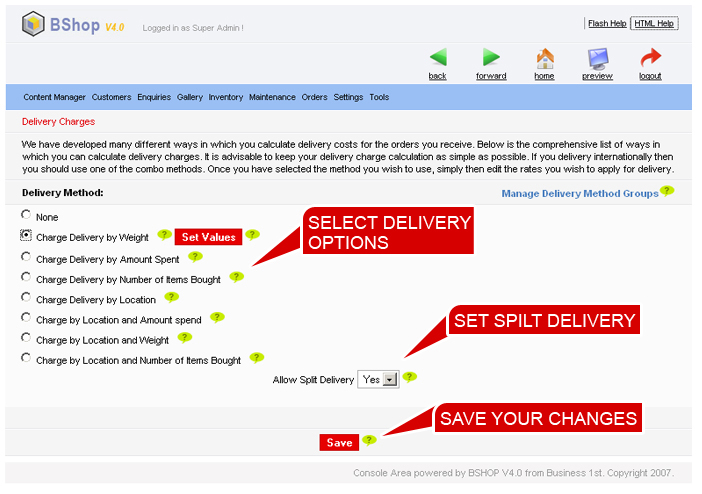 BShop V4.0 Logged in as Super Admin !
Flash Help HTML Help
back forward home preview logout
Content Manager Customers Enquiries Gallery Inventory Maintenance Orders Settings Tools
Delivery Charges
We have developed many different ways in which you calculate delivery costs for the orders you receive. Below is the comprehensive list of ways in
which you can calculate delivery charges. It is advisable to keep your delivery charge calculation as simple as possible. If you delivery internationally then
you should use one of the combo methods. Once you have selected the method you wish to use, simply then edit the rates you wish to apply for delivery.
Delivery Method: Manage Delivery Method Groups ?
None
Charge Delivery by Weight ? Set Values ?
SELECT DELIVERY
OPTIONS
Charge Delivery by Amount Spent ?
Charge Delivery by Number of Items Bought ?
Charge Delivery by Location ?
Charge by Location and Amount spend ?
SET SPILT DELIVERY
Charge by Location and Weight ?
Charge by Location and Number of Items Bought ?
Allow Split Delivery Yes ?
SAVE YOUR CHANGES
Save ?
Console Area powered by BSHOP V4.0 from Business 1st. Copyright 2007.